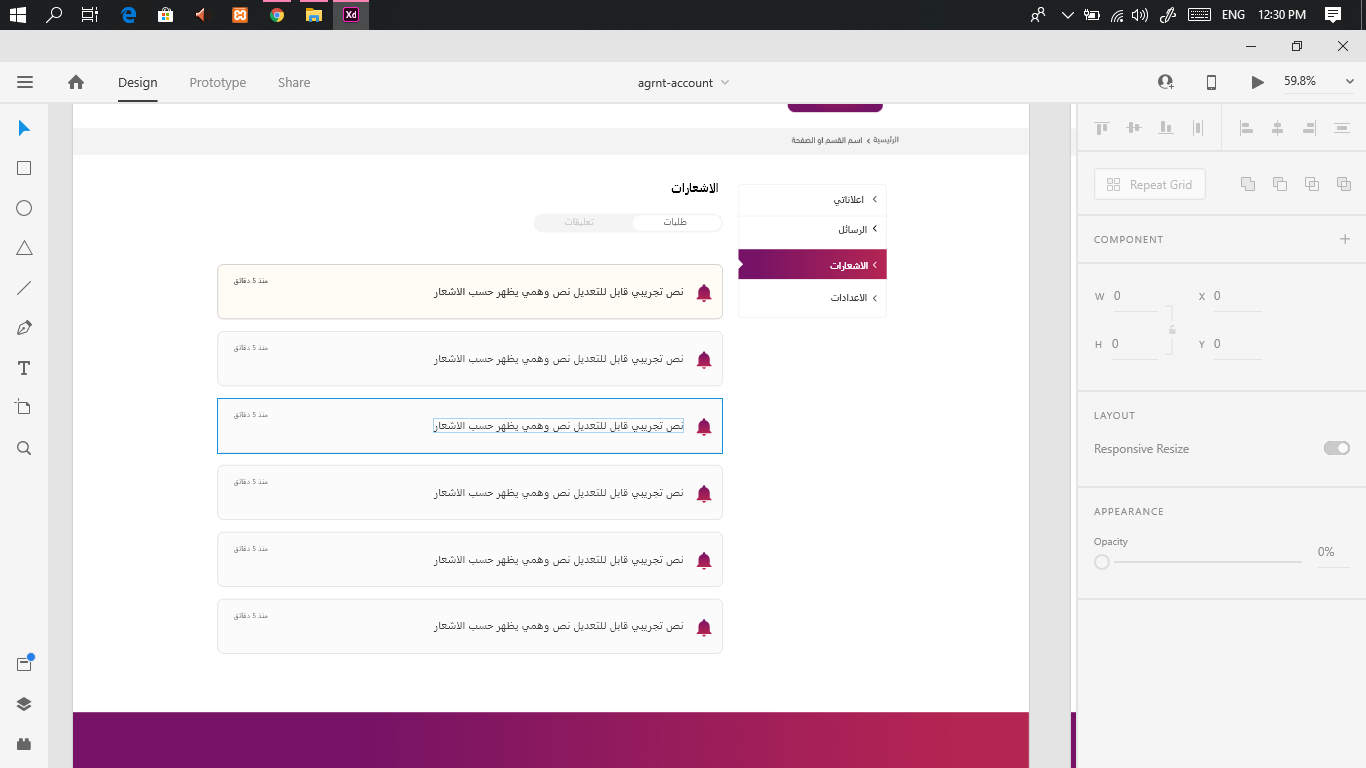 ENG 12:30 PM
Design Prototype Share
agrnt-account
59.8%
الرئيسية
اسم القسم او الصفحة
الاشعارات
طلبات
تعليقات
اعلاناتي
الرسائل
الاشعارات
الاعدادات
نص تجريبي قابل للتعديل نص وهمي يظهر حسب الاشعار
منذ 5 دقائق
نص تجريبي قابل للتعديل نص وهمي يظهر حسب الاشعار
منذ 5 دقائق
نص تجريبي قابل للتعديل نص وهمي يظهر حسب الاشعار
منذ 5 دقائق
نص تجريبي قابل للتعديل نص وهمي يظهر حسب الاشعار
منذ 5 دقائق
نص تجريبي قابل للتعديل نص وهمي يظهر حسب الاشعار
منذ 5 دقائق
نص تجريبي قابل للتعديل نص وهمي يظهر حسب الاشعار
منذ 5 دقائق
Repeat Grid
COMPONENT
W 0 X 0
H 0 Y 0
LAYOUT
Responsive Resize
APPEARANCE
Opacity
0%
Xd